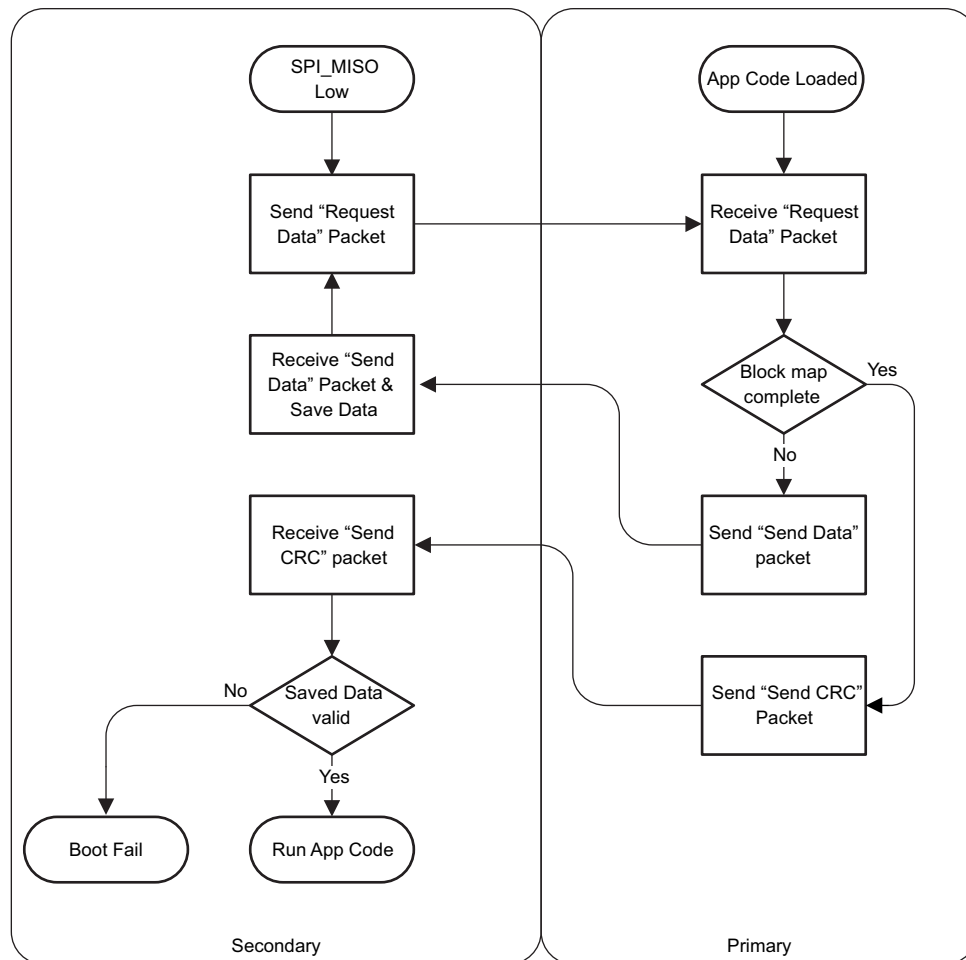 SPI_MISO
Low
App Code Loaded
Send “Request
Data” Packet
Receive “Request
Data” Packet
Receive “Send
Data” Packet &
Save Data
Block map
complete
Yes
No
Receive “Send
CRC” packet
Send “Send Data”
packet
Saved Data
valid
No
Yes
Send “Send CRC”
Packet
Boot Fail
Run App Code
Secondary
Primary